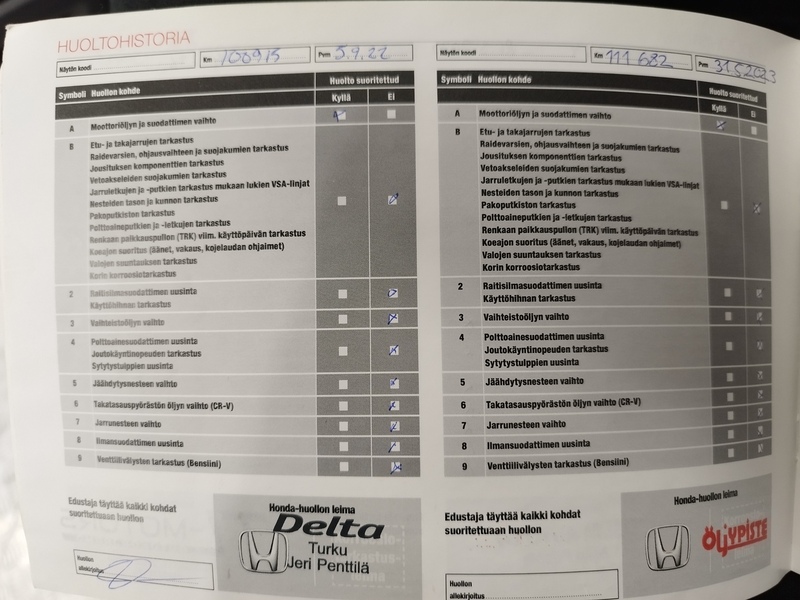 HUOLTOHISTORIA
Näytön koodi
Km 100915
Pvm 5.9.22
Symboli Huollon kohde
Huolto suoritettud
Kyllä Ei
A Moottoriöljyn ja suodattimen vaihto
B Etu- ja takajarrujen tarkastus
Raidevarsien, ohjausvaihteen ja suojakumien tarkastus
Jousituksen komponenttien tarkastus
Vetoakseleiden suojakumien tarkastus
Jarruletkujen ja -putkien tarkastus mukaan lukien VSA-linjat
Nesteiden tason ja kunnon tarkastus
Pakoputkiston tarkastus
Polttoaineputkien ja -letkujen tarkastus
Renkaan paikkauspullon (TRK) viim. käyttöpäivän tarkastus
Koeajon suoritus (äänet, vakaus, kojelaudan ohjaimet)
Valojen suuntauksen tarkastus
Korin korroosiotarkastus
2 Raitisilmasuodattimen uusinta
Käyttöhihnan tarkastus
3 Vaihteistoöljyn vaihto
4 Polttoainesuodattimen uusinta
Joutokäyntinopeuden tarkastus
Sytytystulppien uusinta
5 Jäähdytysnesteen vaihto
6 Takatasauspyörästön öljyn vaihto (CR-V)
7 Jarrunesteen vaihto
8 Ilmansuodattimen uusinta
9 Venttiilivälysten tarkastus (Bensiini)
Edustaja täyttää kaikki kohdat
suoritettuaan huollon
Huollon
allekirjoitus
Honda-huollon leima
Delta
Turku
Jeri Penttilä
Näytön koodi
Km 111 682
Pvm 31.5.2023
Symboli Huollon kohde
Huolto suoritettud
Kyllä Ei
A Moottoriöljyn ja suodattimen vaihto
B Etu- ja takajarrujen tarkastus
Raidevarsien, ohjausvaihteen ja suojakumien tarkastus
Jousituksen komponenttien tarkastus
Vetoakseleiden suojakumien tarkastus
Jarruletkujen ja -putkien tarkastus mukaan lukien VSA-linjat
Nesteiden tason ja kunnon tarkastus
Pakoputkiston tarkastus
Polttoaineputkien ja -letkujen tarkastus
Renkaan paikkauspullon (TRK) viim. käyttöpäivän tarkastus
Koeajon suoritus (äänet, vakaus, kojelaudan ohjaimet)
Valojen suuntauksen tarkastus
Korin korroosiotarkastus
2 Raitisilmasuodattimen uusinta
Käyttöhihnan tarkastus
3 Vaihteistoöljyn vaihto
4 Polttoainesuodattimen uusinta
Joutokäyntinopeuden tarkastus
Sytytystulppien uusinta
5 Jäähdytysnesteen vaihto
6 Takatasauspyörästön öljyn vaihto (CR-V)
7 Jarrunesteen vaihto
8 Ilmansuodattimen uusinta
9 Venttiilivälysten tarkastus (Bensiini)
Edustaja täyttää kaikki kohdat
suoritettuaan huollon
Huollon
allekirjoitus
Honda-huollon leima
ÖLJYPISTE